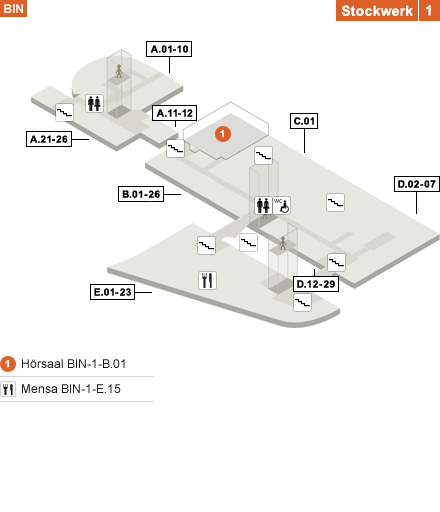 BIN
Stockwerk 1
A.01-10
A.11-12
C.01
1
A.21-26
D.02-07
B.01-26
WC
D.12-29
E.01-23
1 Hörsaal BIN-1-B.01
Mensa BIN-1-E.15